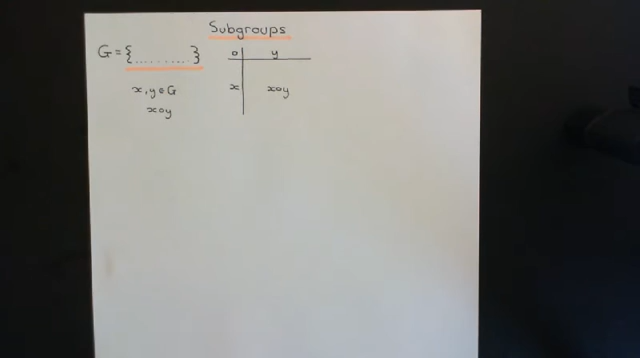 Subgroups
G = {.........}
x, y ∈ G
x∘y
∘ y
x x∘y